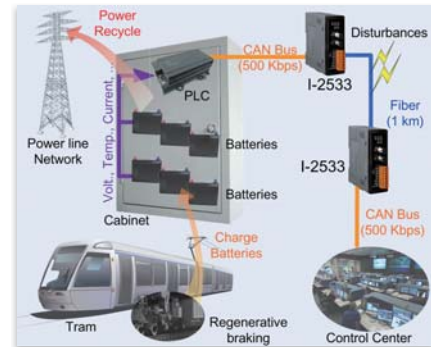 Power
Recycle
CAN Bus
(500 Kbps)
Disturbances
I-2533
PLC
Volt., Temp., Current, ...
Power line
Network
Batteries
Fiber
(1 km)
I-2533
Batteries
Cabinet
CAN Bus
(500 Kbps)
Charge
Batteries
Tram
Regenerative
braking
Control Center